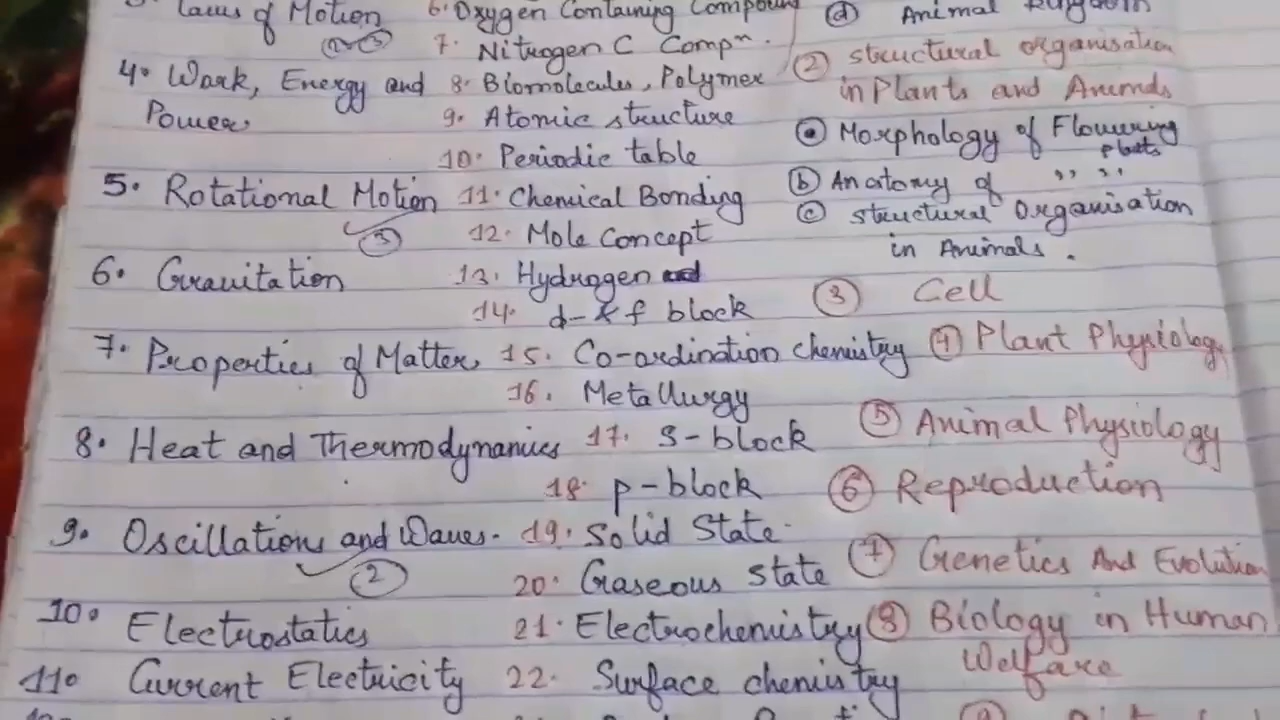 3. Laws of Motion
(2-3)
4. Work, Energy and
Power
5. Rotational Motion
(3)
6. Gravitation
7. Properties of Matter
8. Heat and Thermodynamics
9. Oscillations and Waves.
(2)
10. Electrostatics
11. Current Electricity
6. Oxygen Containing Compound
7. Nitrogen C Compn.
8. Biomolecules, Polymer
9. Atomic structure
10. Periodic table
11. Chemical Bonding
12. Mole Concept
13. Hydrogen
14. d-&f block
15. Co-ordination chemistry
16. Metallurgy
17. S-block
18. p-block
19. Solid State
20. Gaseous state
21. Electrochemistry
22. Surface chemistry
(d) Animal Kingdom
(2) structural organisation
in Plants and Animals
(a) Morphology of Flowering
plants
(b) Anatomy of ,, ,,
(c) structural Organisation
in Animals.
(3) Cell
(4) Plant Physiology
(5) Animal Physiology
(6) Reproduction
(7) Genetics And Evolution
(8) Biology in Human
Welfare